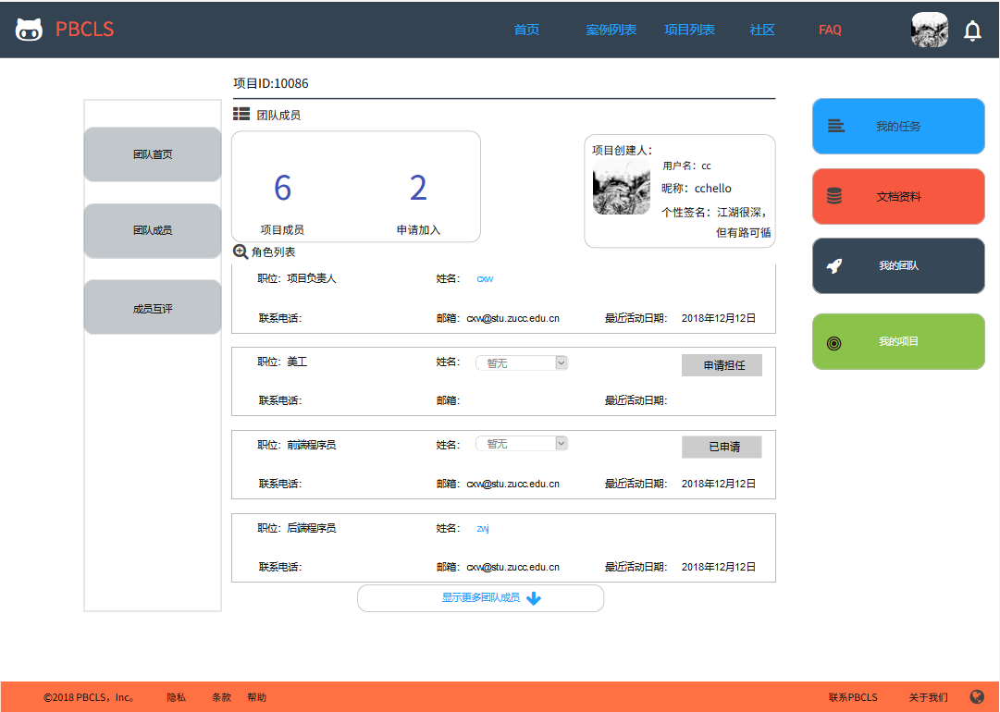 PBCLS 首页 案例列表 项目列表 社区 FAQ
项目ID:10086
团队成员
6 2
项目成员 申请加入
项目创建人：
用户名：cc
昵称：cchello
个性签名：江湖很深，
但有路可循
团队首页
团队成员
成员互评
我的任务
文档资料
我的团队
我的项目
角色列表
职位：项目负责人 姓名： cxw
联系电话： 邮箱：cxw@stu.zucc.edu.cn 最近活动日期： 2018年12月12日
职位：美工 姓名： 暂无 申请担任
联系电话： 邮箱： 最近活动日期：
职位：前端程序员 姓名： 暂无 已申请
联系电话： 邮箱：cxw@stu.zucc.edu.cn 最近活动日期： 2018年12月12日
职位：后端程序员 姓名： zwj
联系电话： 邮箱：cxw@stu.zucc.edu.cn 最近活动日期： 2018年12月12日
显示更多团队成员
©2018 PBCLS，Inc。 隐私 条款 帮助 联系PBCLS 关于我们